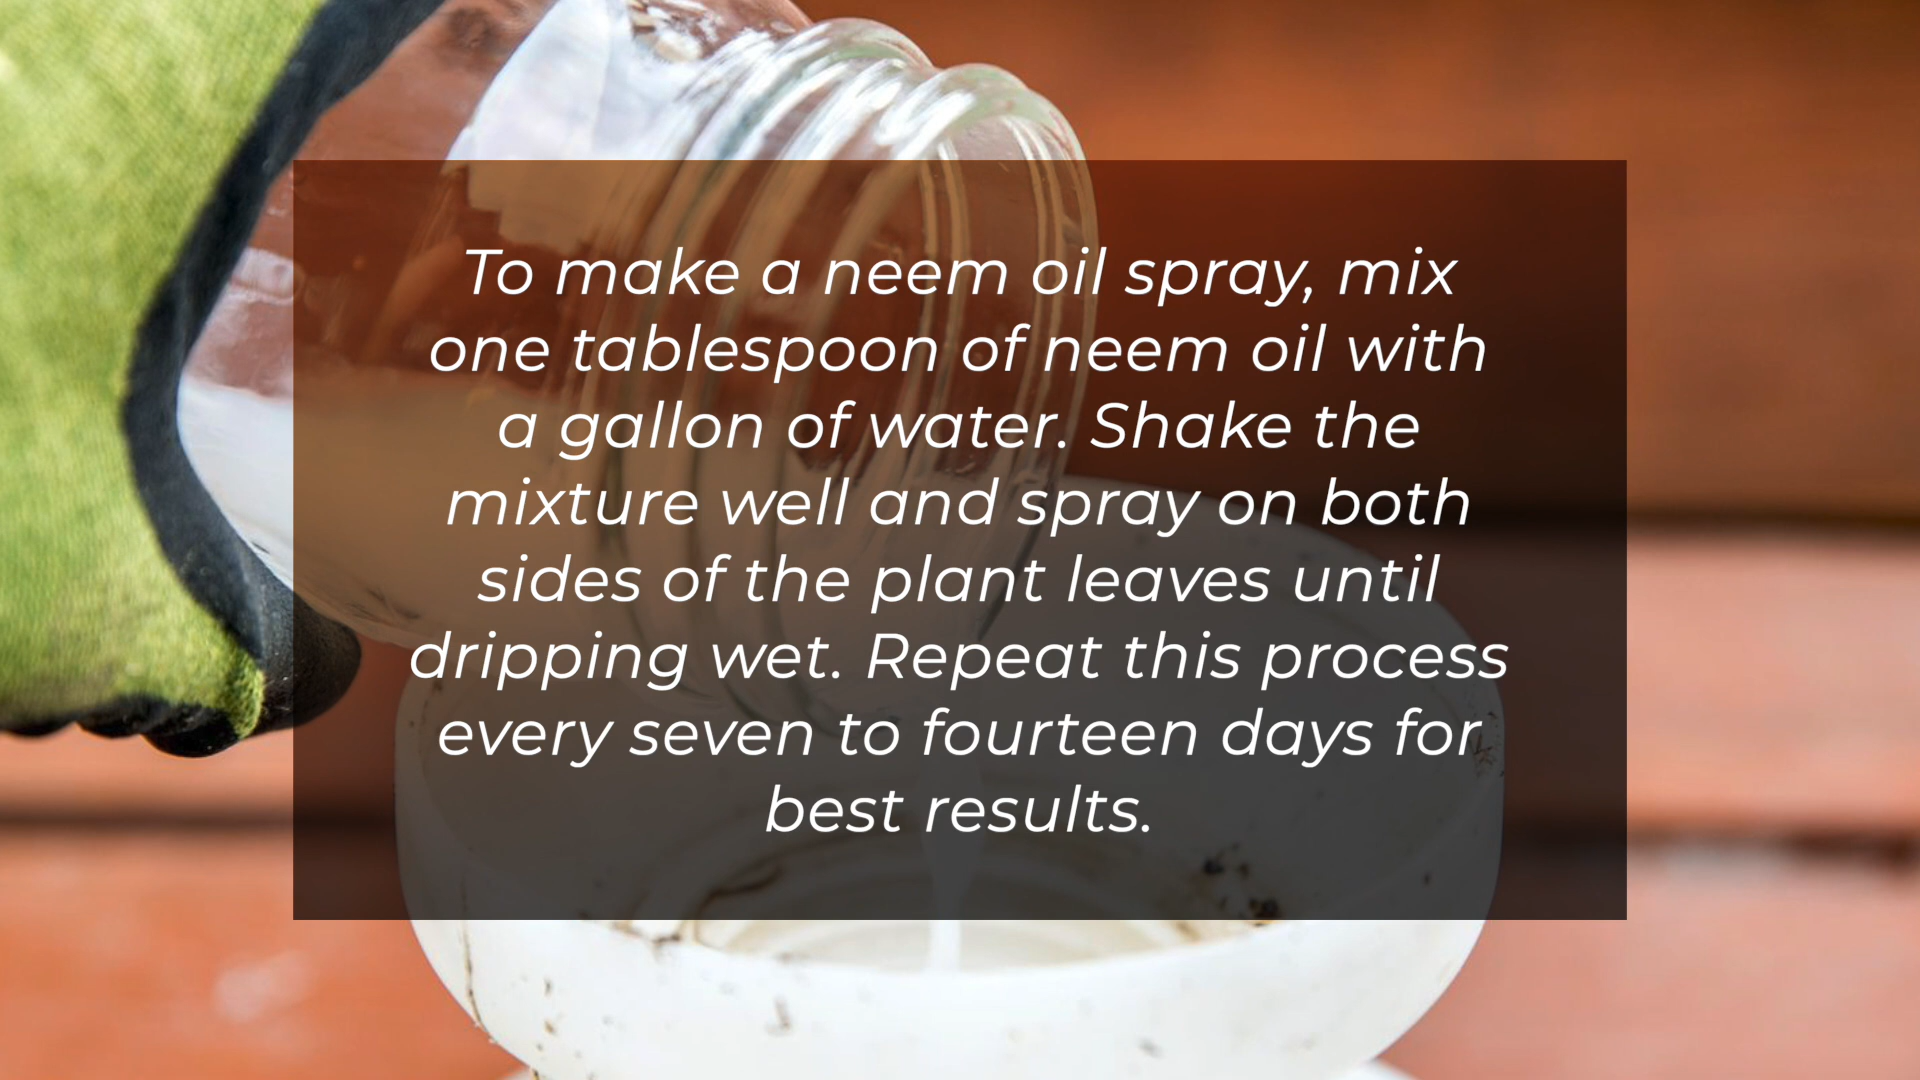 To make a neem oil spray, mix
one tablespoon of neem oil with
a gallon of water. Shake the
mixture well and spray on both
sides of the plant leaves until
dripping wet. Repeat this process
every seven to fourteen days for
best results.